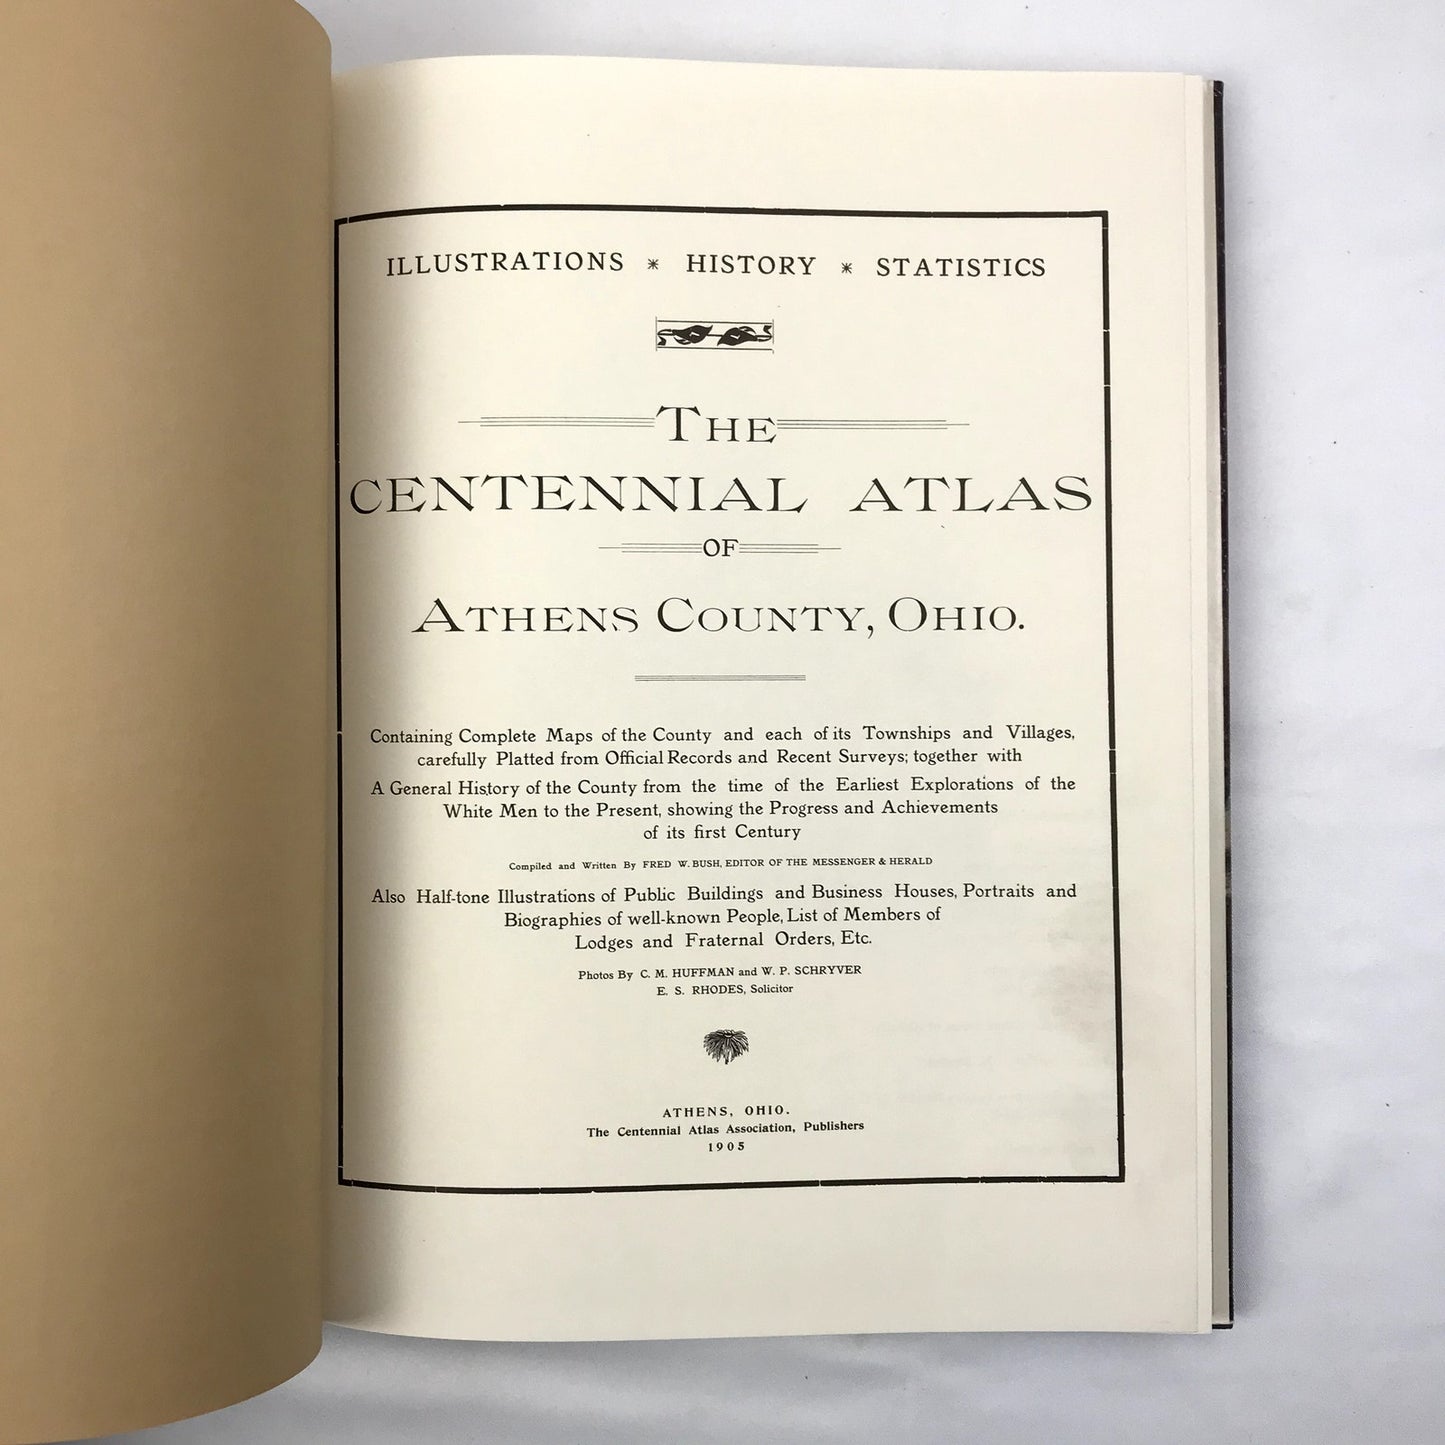 ILLUSTRATIONS * HISTORY * STATISTICS
THE
CENTENNIAL ATLAS
OF
ATHENS COUNTY, OHIO.
Containing Complete Maps of the County and each of its Townships and Villages,
carefully Platted from Official Records and Recent Surveys; together with
A General History of the County from the time of the Earliest Explorations of the
White Men to the Present, showing the Progress and Achievements
of its first Century
Compiled and Written By FRED W. BUSH, EDITOR OF THE MESSENGER & HERALD
Also Half-tone Illustrations of Public Buildings and Business Houses, Portraits and
Biographies of well-known People, List of Members of
Lodges and Fraternal Orders, Etc.
Photos By C. M. HUFFMAN and W. P. SCHRYVER
E. S. RHODES, Solicitor
ATHENS, OHIO.
The Centennial Atlas Association, Publishers
1905